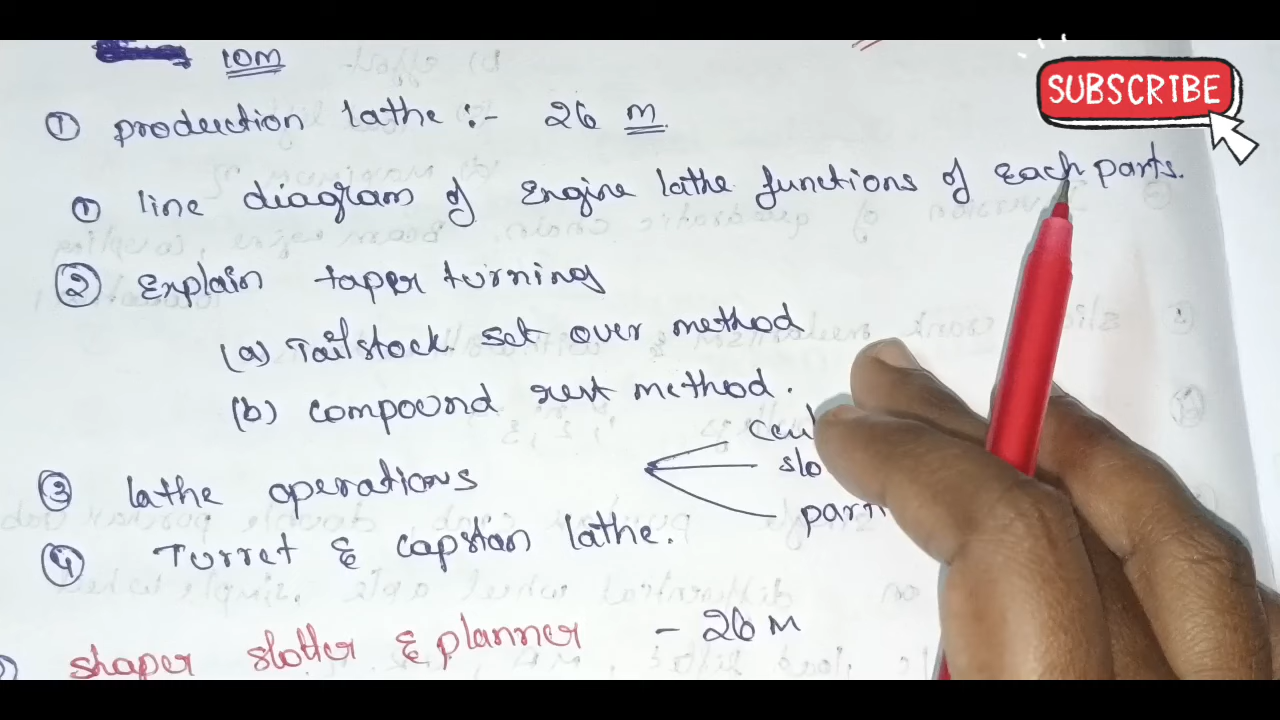 10M
SUBSCRIBE
① production lathe :- 26 m
① line diagram of Engine lathe functions of Each parts.
② Explain taper turning
(a) Tailstock set over method
(b) compound rest method.
③ lathe operations
④ Turret & capstan lathe.
shaper slotter & planner - 26 M